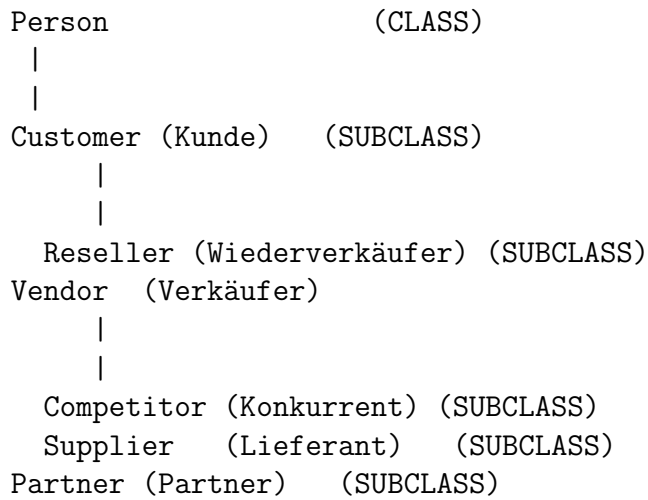 Person (CLASS)
|
|
Customer (Kunde) (SUBCLASS)
|
|
Reseller (Wiederverkäufer) (SUBCLASS)
Vendor (Verkäufer)
|
|
Competitor (Konkurrent) (SUBCLASS)
Supplier (Lieferant) (SUBCLASS)
Partner (Partner) (SUBCLASS)